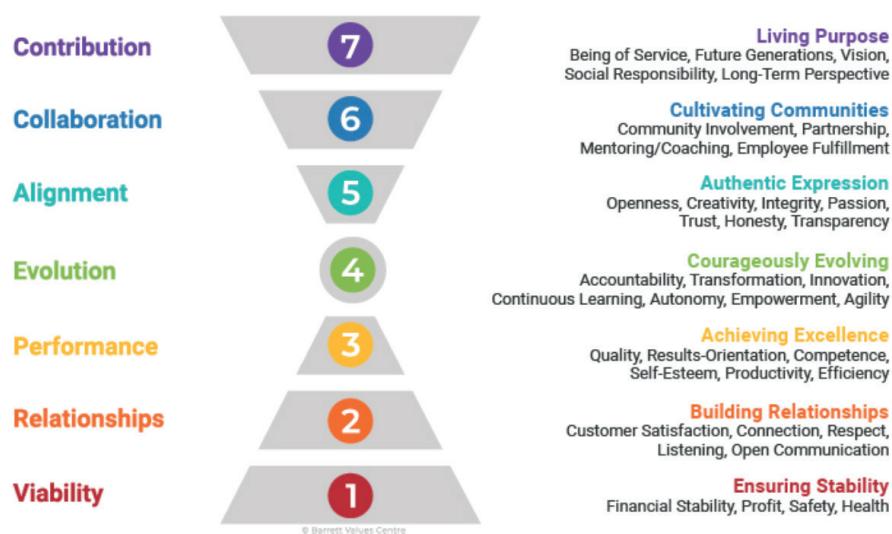 Contribution
7
Living Purpose
Being of Service, Future Generations, Vision,
Social Responsibility, Long-Term Perspective
Collaboration
6
Cultivating Communities
Community Involvement, Partnership,
Mentoring/Coaching, Employee Fulfillment
Alignment
5
Authentic Expression
Openness, Creativity, Integrity, Passion,
Trust, Honesty, Transparency
Evolution
4
Courageously Evolving
Accountability, Transformation, Innovation,
Continuous Learning, Autonomy, Empowerment, Agility
Performance
3
Achieving Excellence
Quality, Results-Orientation, Competence,
Self-Esteem, Productivity, Efficiency
Relationships
2
Building Relationships
Customer Satisfaction, Connection, Respect,
Listening, Open Communication
Viability
1
Ensuring Stability
Financial Stability, Profit, Safety, Health
© Barrett Values Centre